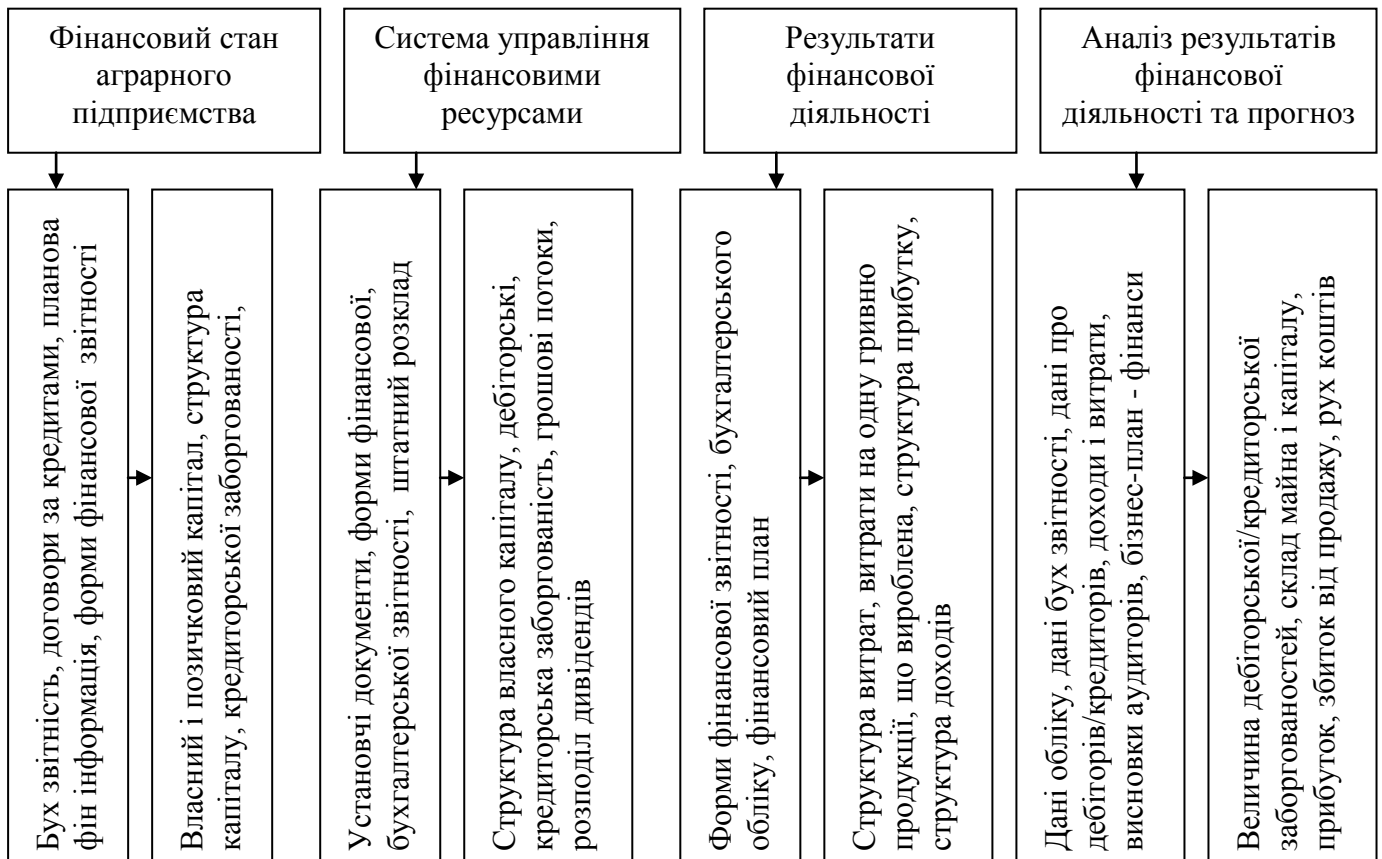 Фінансовий стан
аграрного
підприємства
Система управління
фінансовими
ресурсами
Результати
фінансової
діяльності
Аналіз результатів
фінансової
діяльності та прогноз
Бух звітність, договори за кредитами, планова
фін інформація, форми фінансової звітності
Власний і позичковий капітал, структура
капіталу, кредиторської заборгованості,
Установчі документи, форми фінансової,
бухгалтерської звітності, штатний розклад
Структура власного капіталу, дебіторські,
кредиторська заборгованість, грошові потоки,
розподіл дивідендів
Форми фінансової звітності, бухгалтерського
обліку, фінансовий план
Структура витрат, витрати на одну гривню
продукції, що вироблена, структура прибутку,
структура доходів
Дані обліку, дані бух звітності, дані про
дебіторів/кредиторів, доходи і витрати,
висновки аудиторів, бізнес-план - фінанси
Величина дебіторської/кредиторської
заборгованостей, склад майна і капіталу,
прибуток, збиток від продажу, рух коштів